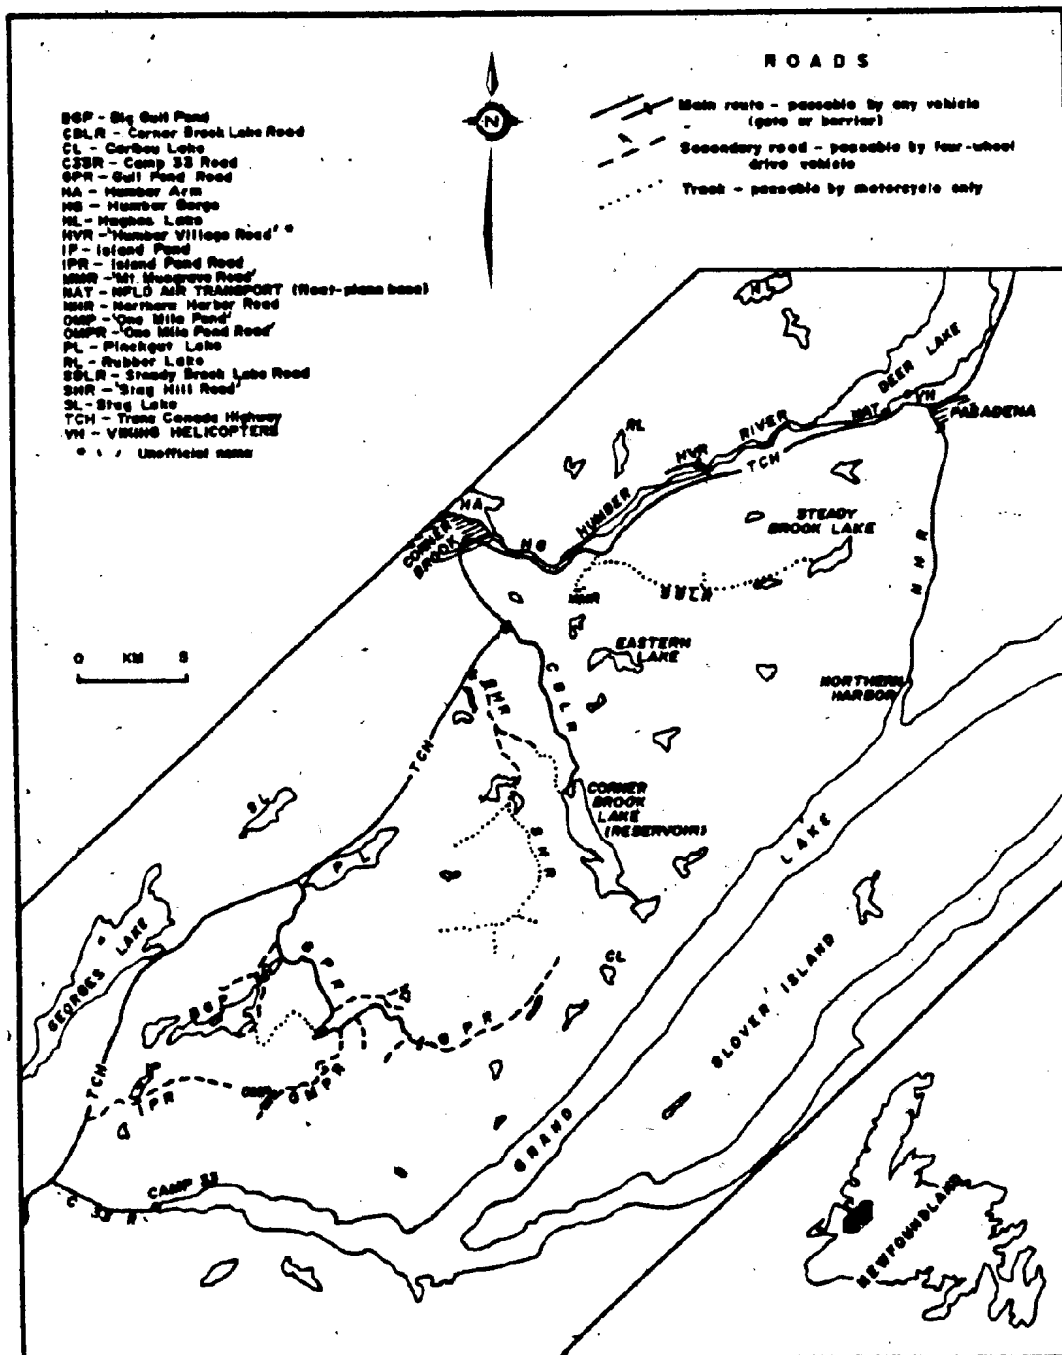 ROADS
Main route - passable by any vehicle
(gate or barrier)
Secondary road - passable by four-wheel
drive vehicle
Track - passable by motorcycle only
N
BGP - Big Gull Pond
CBLR - Corner Brook Lake Road
CL - Caribou Lake
C33R - Camp 33 Road
GPR - Gull Pond Road
HA - Humber Arm
HG - Humber Gorge
HL - Hughes Lake
HVR - 'Humber Village Road' *
IP - Island Pond
IPR - Island Pond Road
MMR - 'Mt. Musgrave Road'
NAT - NFLD AIR TRANSPORT (float-plane base)
NHR - Northern Harbor Road
OMP - 'One Mile Pond'
OMPR - 'One Mile Pond Road'
PL - Pinchgut Lake
RL - Rubber Lake
SBLR - Steady Brook Lake Road
SHR - 'Stag Hill Road'
SL - Stag Lake
TCH - Trans Canada Highway
VH - VIKING HELICOPTERS
* ' ' Unofficial name
HL
DEER LAKE
VH
NAT
PASADENA
RL
HVR
RIVER
TCH
HUMBER
HA
CORNER
BROOK
HG
STEADY
BROOK LAKE
NHR
MMR
EASTERN
LAKE
0 KM 5
CBLR
SHR
NORTHERN
HARBOR
TCH
SL
CORNER
BROOK
LAKE
(RESERVOIR)
SHR
PL
LAKE
GEORGES LAKE
GPR
CL
BGP
GPR
GLOVER ISLAND
TCH
IP
IPR
OMP
OMPR
GRAND
CAMP 33
C 33 R
NEWFOUNDLAND